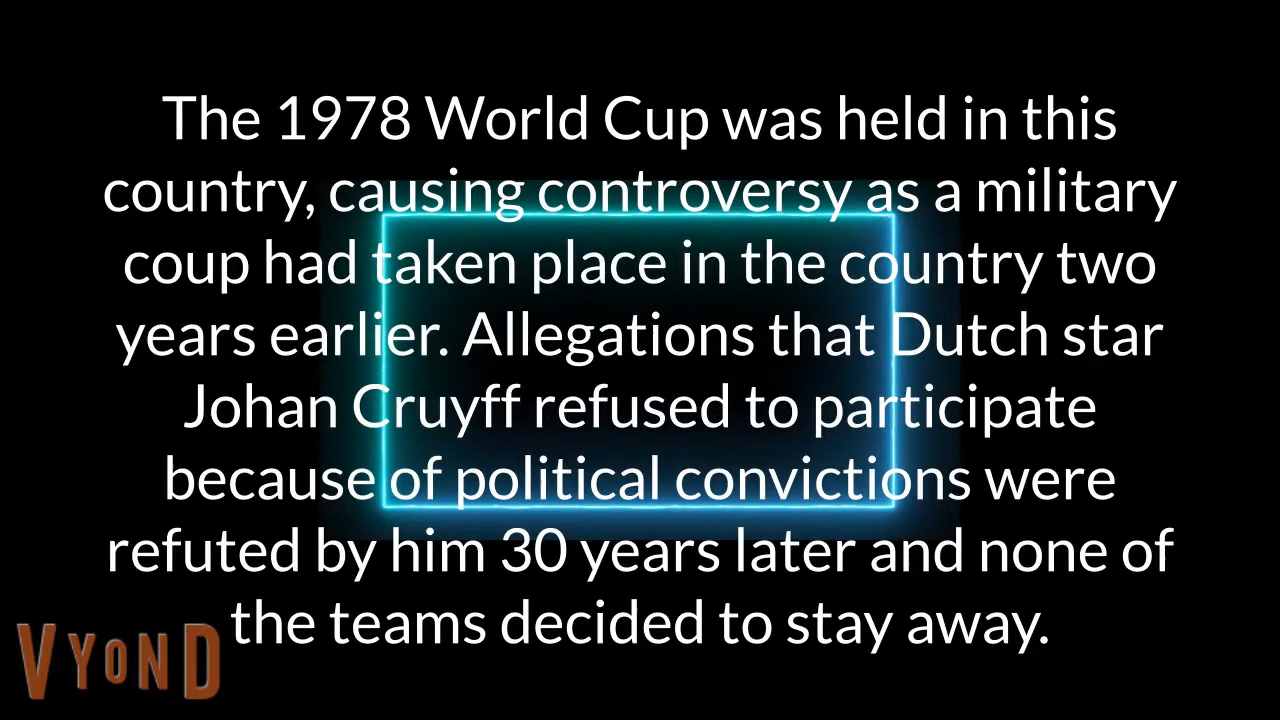 The 1978 World Cup was held in this
country, causing controversy as a military
coup had taken place in the country two
years earlier. Allegations that Dutch star
Johan Cruyff refused to participate
because of political convictions were
refuted by him 30 years later and none of
the teams decided to stay away.
VYOND